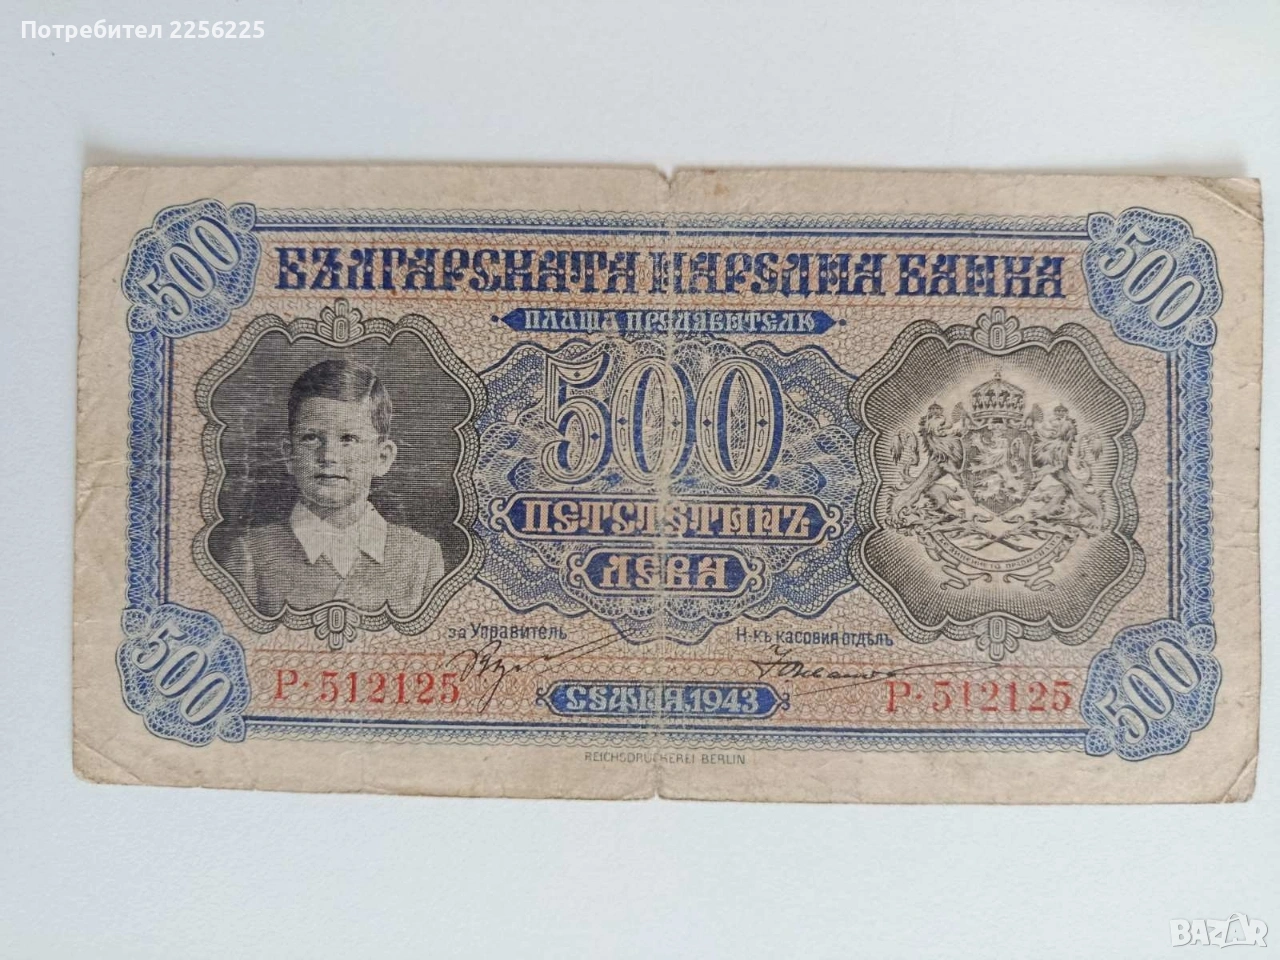 Потребител 2256225
500
500
БЪЛГАРСКАТА НАРОДНА БАНКА
ПЛАЩА ПРЕДЯВИТЕЛЮ
500
ПЕТСТОТИНЪ
ЛЕВА
за Управитель
Н-къ касовия отдѣлъ
P·512125
СОФИЯ, 1943
P·512125
500
500
REICHSDRUCKEREI BERLIN
BAZAR